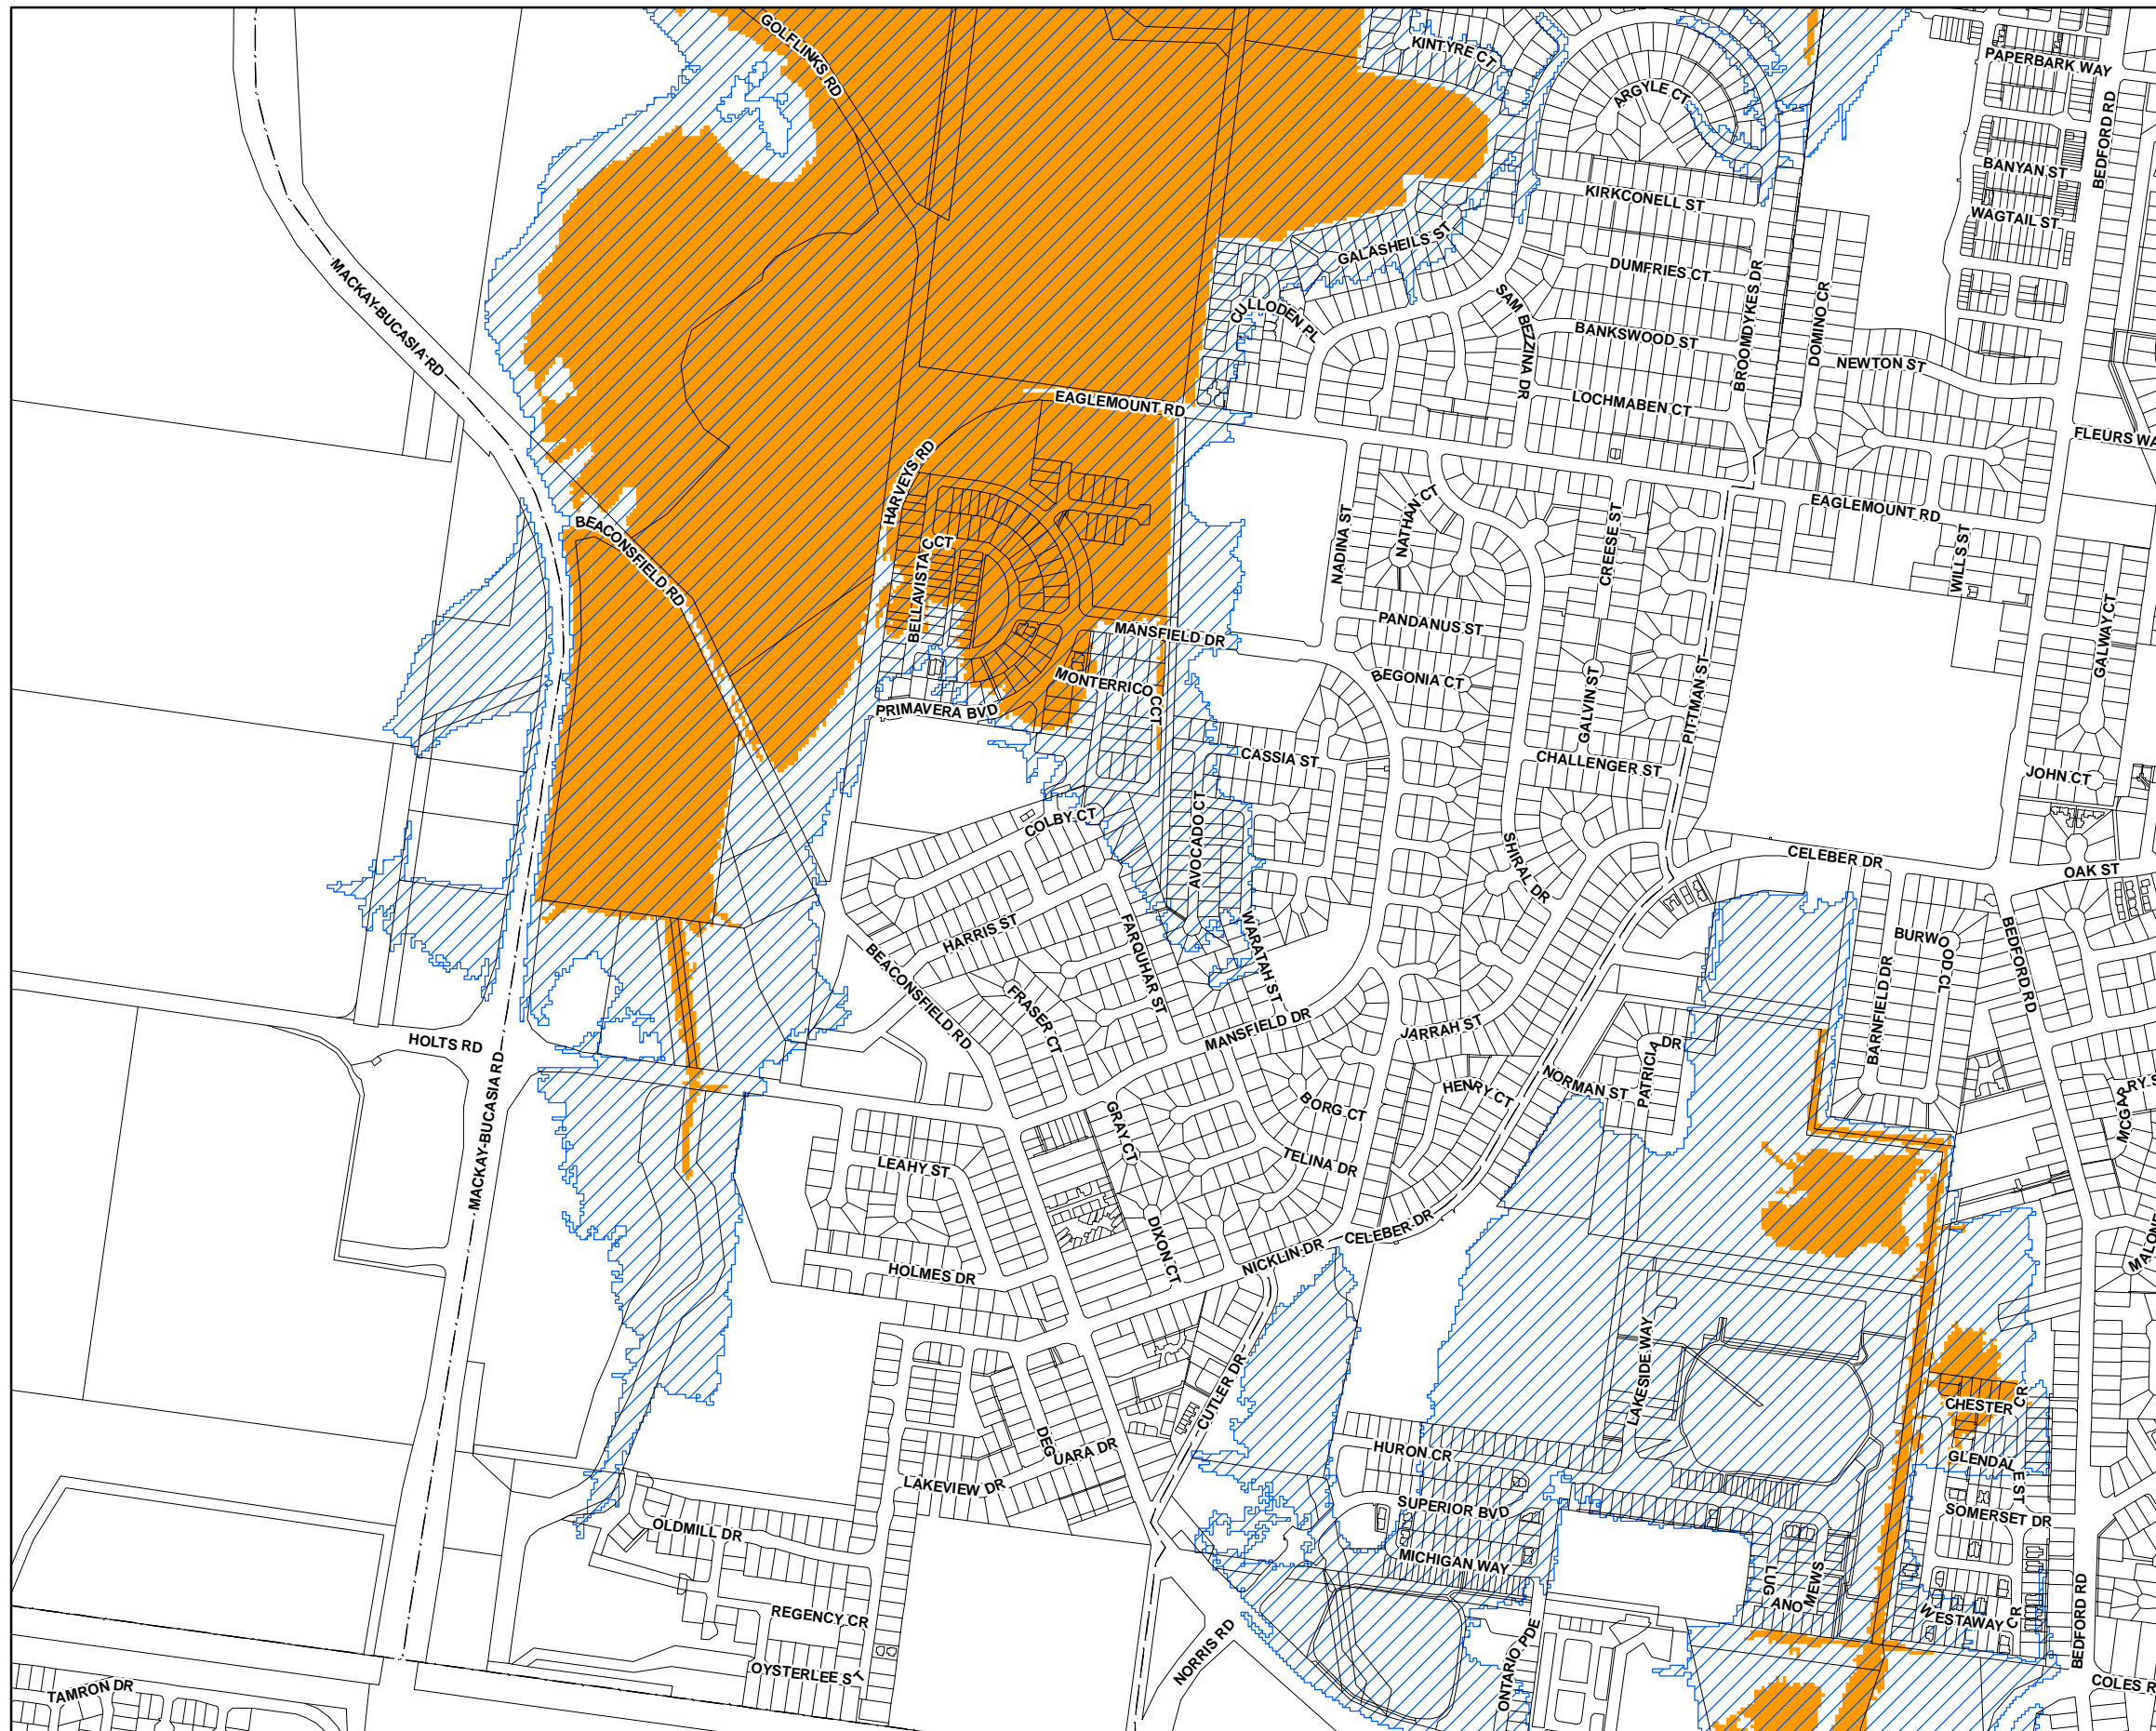 GOLFLINKS RD
KINTYRE CT
PAPERBARK WAY
ARGYLE CT
BEDFORD RD
BANYAN ST
KIRKCONELL ST
WAGTAIL ST
GALASHEILS ST
DUMFRIES CT
MACKAY-BUCASIA RD
CULLODEN PL
SAM BEZZINA DR
BROOMDYKES DR
DOMINO CR
BANKSWOOD ST
NEWTON ST
EAGLEMOUNT RD
LOCHMABEN CT
FLEURS WA
HARVEYS RD
NATHAN CT
EAGLEMOUNT RD
BEACONSFIELD RD
BELLAVISTA C
CT
NADINA ST
CREESE ST
WILLS ST
MANSFIELD DR
PANDANUS ST
GALWAY CT
MONTERRICO C
CT
BEGONIA CT
GALVIN ST
PITTMAN ST
PRIMAVERA BVD
CASSIA ST
CHALLENGER ST
JOHN CT
COLBY CT
AVOCADO CT
SHIRAL DR
CELEBER DR
OAK ST
HARRIS ST
FARQUHAR ST
WARATAH ST
BURWOOD CL
BEDFORD RD
BEACONSFIELD RD
FRASER CT
BARNFIELD DR
HOLTS RD
MANSFIELD DR
JARRAH ST
PATRICIA DR
MACKAY-BUCASIA RD
HENRY CT
NORMAN ST
BORG CT
GRAY CT
MCGARRY S
LEAHY ST
TELINA DR
DIXON CT
CELEBER DR
NICKLIN DR
MALONE
HOLMES DR
LAKESIDE WAY
CUTLER DR
CHESTER CR
DEGUARA DR
HURON CR
GLENDALE ST
LAKEVIEW DR
SUPERIOR BVD
SOMERSET DR
OLDMILL DR
MICHIGAN WAY
LUGANO MEWS
REGENCY CR
WESTAWAY CR
BEDFORD RD
NORRIS RD
ONTARIO PDE
OYSTERLEE ST
TAMRON DR
COLES R